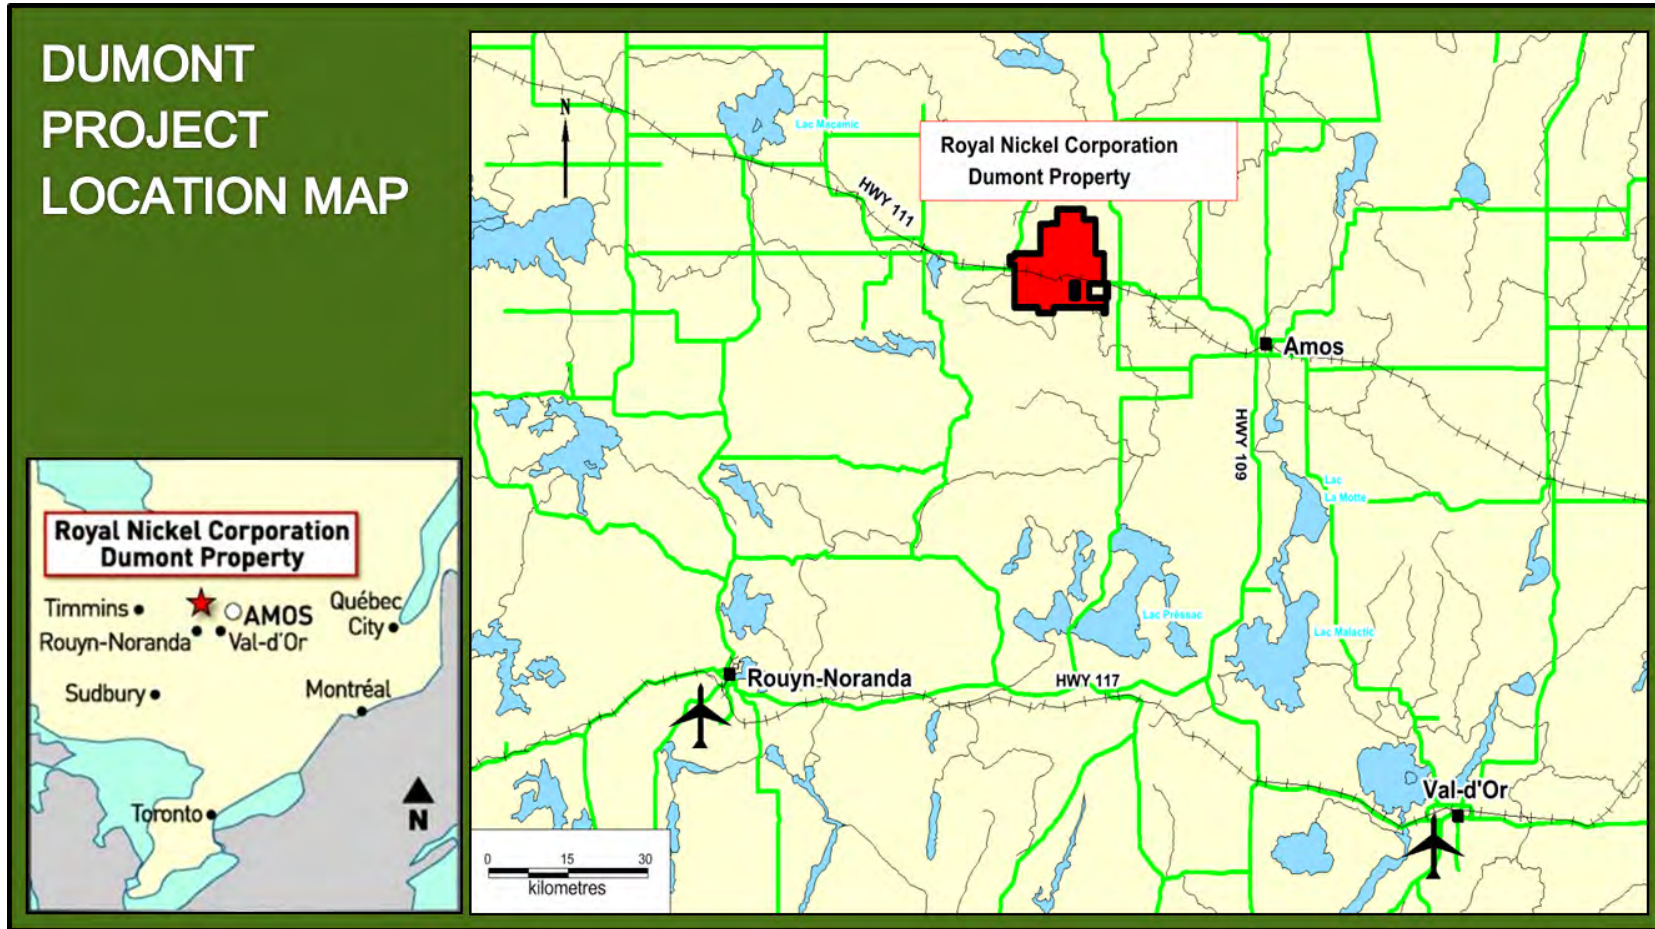 DUMONT
PROJECT
LOCATION MAP
N
Lac Macamic
Royal Nickel Corporation
Dumont Property
HWY 111
Amos
HWY 109
Lac
La Motte
Lac Préssac
Lac Malactic
Rouyn-Noranda
HWY 117
Val-d'Or
0 15 30
kilometres
Royal Nickel Corporation
Dumont Property
Timmins
AMOS
Québec
City
Rouyn-Noranda
Val-d'Or
Sudbury
Montréal
Toronto
N